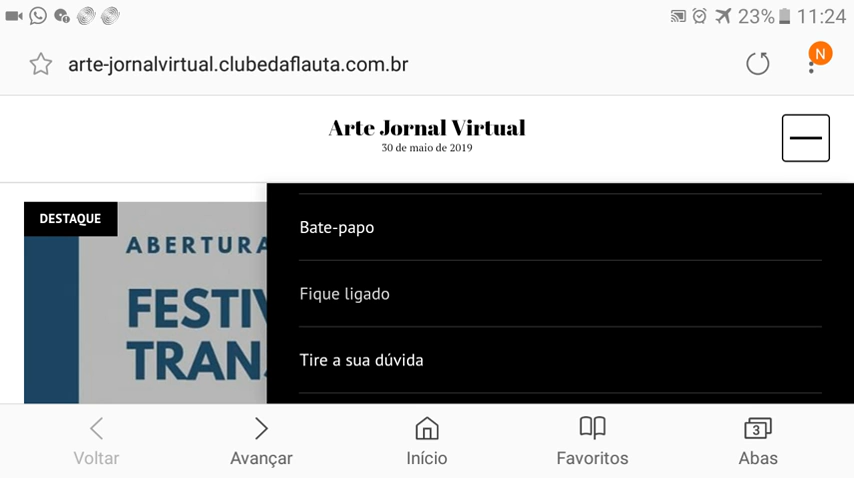 23% 11:24
arte-jornalvirtual.clubedaflauta.com.br
N
Arte Jornal Virtual
30 de maio de 2019
DESTAQUE
ABERTURA
FESTIV
TRAN
Bate-papo
Fique ligado
Tire a sua dúvida
3
Voltar Avançar Início Favoritos Abas